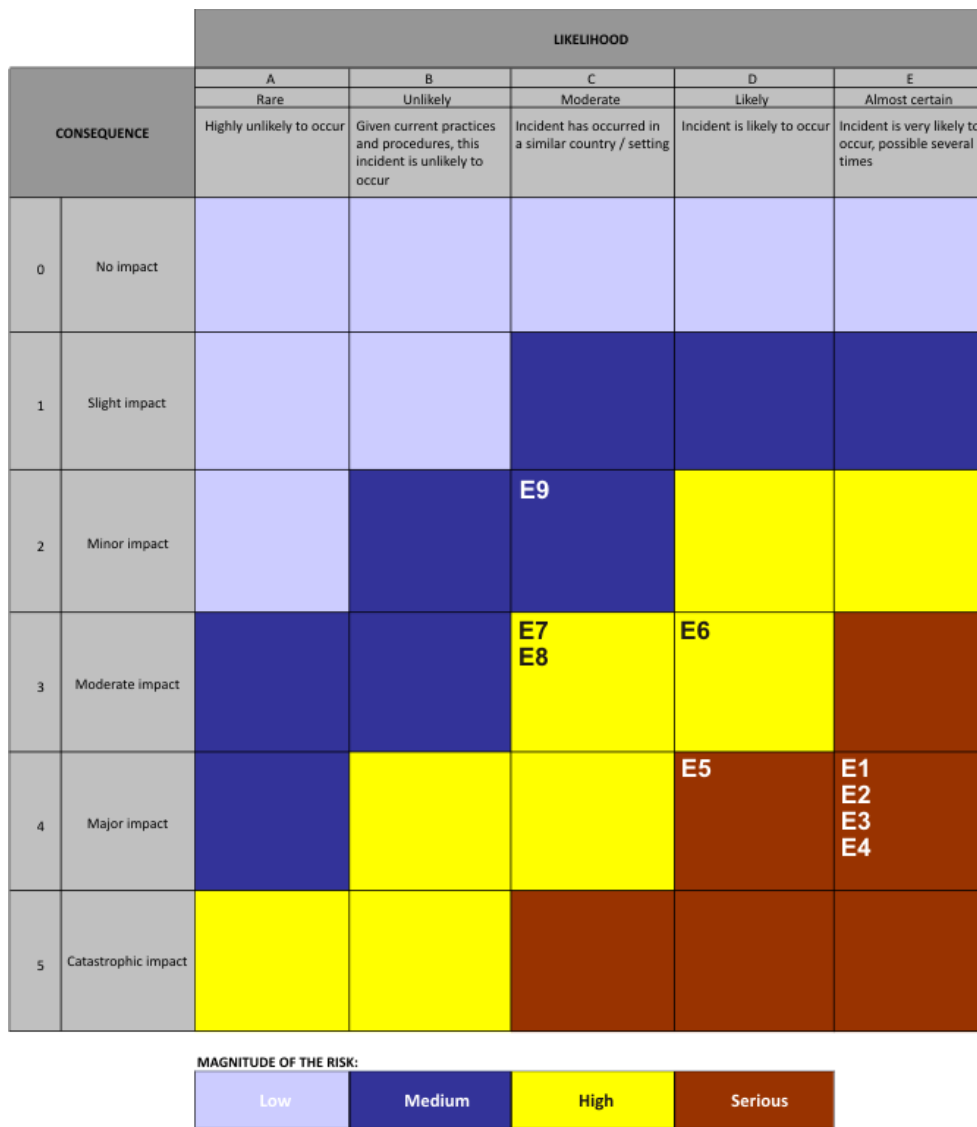 LIKELIHOOD
CONSEQUENCE
A
B
C
D
E
Rare
Unlikely
Moderate
Likely
Almost certain
Highly unlikely to occur
Given current practices
and procedures, this
incident is unlikely to
occur
Incident has occurred in
a similar country / setting
Incident is likely to occur
Incident is very likely to
occur, possible several
times
0
No impact
1
Slight impact
2
Minor impact
E9
3
Moderate impact
E7
E8
E6
4
Major impact
E5
E1
E2
E3
E4
5
Catastrophic impact
MAGNITUDE OF THE RISK:
Low
Medium
High
Serious